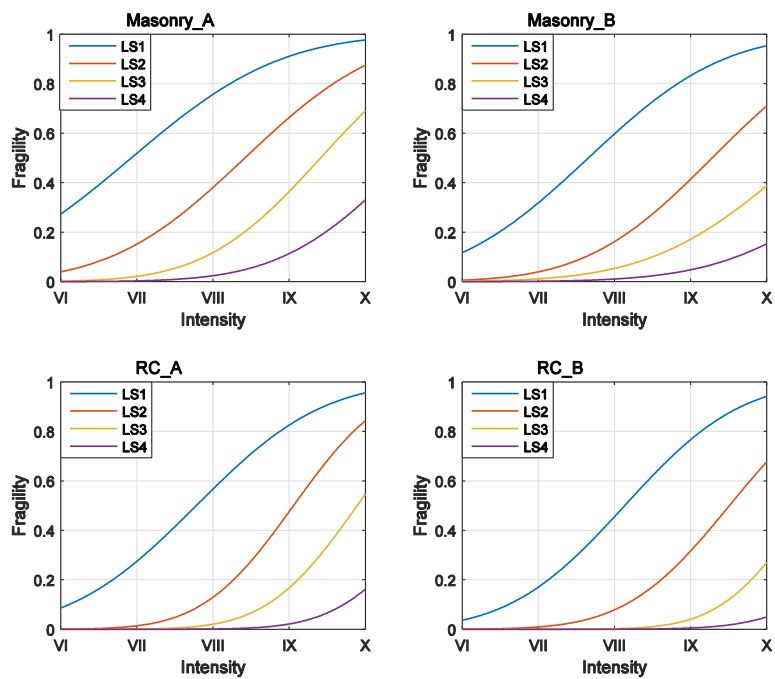 Masonry_A
1
0.8
0.6
0.4
0.2
0
Fragility
LS1
LS2
LS3
LS4
VI VII VIII IX X
Intensity
Masonry_B
1
0.8
0.6
0.4
0.2
0
Fragility
LS1
LS2
LS3
LS4
VI VII VIII IX X
Intensity
RC_A
1
0.8
0.6
0.4
0.2
0
Fragility
LS1
LS2
LS3
LS4
VI VII VIII IX X
Intensity
RC_B
1
0.8
0.6
0.4
0.2
0
Fragility
LS1
LS2
LS3
LS4
VI VII VIII IX X
Intensity